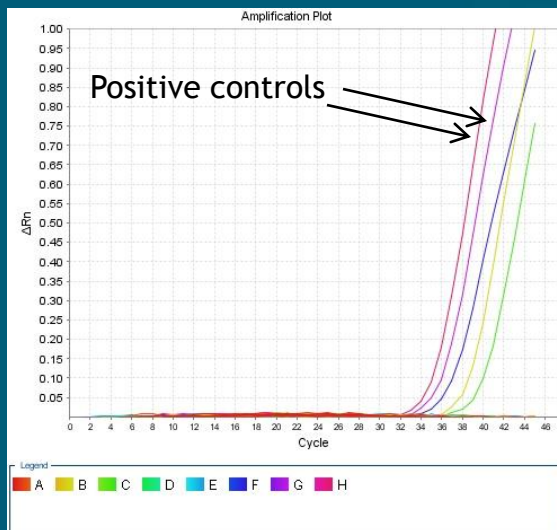 Amplification Plot
1.00
0.95
0.90
0.85
0.80
0.75
0.70
0.65
0.60
0.55
0.50
0.45
0.40
0.35
0.30
0.25
0.20
0.15
0.10
0.05
ΔRn
Positive controls
0 2 4 6 8 10 12 14 16 18 20 22 24 26 28 30 32 34 36 38 40 42 44 46
Cycle
Legend
A B C D E F G H